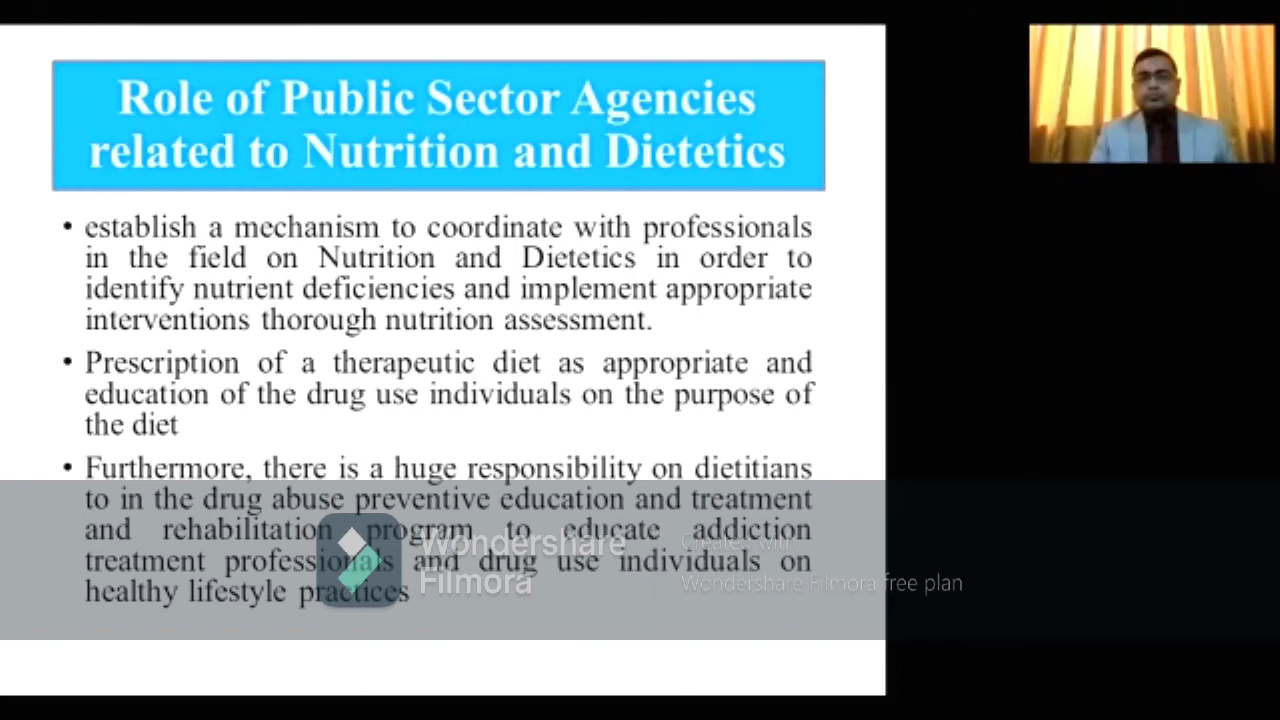 Role of Public Sector Agencies
related to Nutrition and Dietetics
• establish a mechanism to coordinate with professionals
in the field on Nutrition and Dietetics in order to
identify nutrient deficiencies and implement appropriate
interventions thorough nutrition assessment.
• Prescription of a therapeutic diet as appropriate and
education of the drug use individuals on the purpose of
the diet
• Furthermore, there is a huge responsibility on dietitians
to in the drug abuse preventive education and treatment
and rehabilitation program to educate addiction
treatment professionals and drug use individuals on
healthy lifestyle practices
Wondershare
Filmora
Created with
Wondershare Filmora free plan